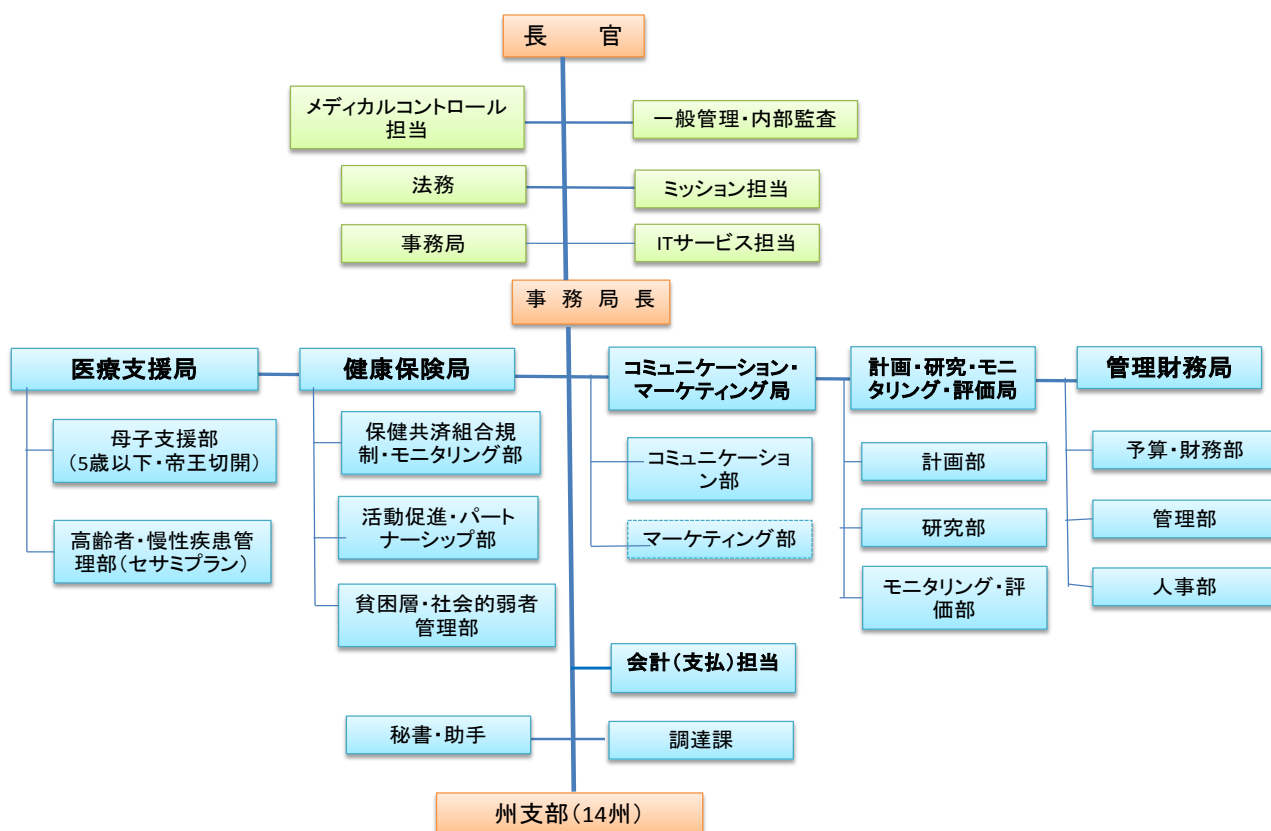 長 官
メディカルコントロール
担当
一般管理・内部監査
法務
ミッション担当
事務局
ITサービス担当
事 務 局 長
医療支援局
健康保険局
コミュニケーション・
マーケティング局
計画・研究・モニ
タリング・評価局
管理財務局
母子支援部
(5歳以下・帝王切開)
高齢者・慢性疾患管
理部(セサミプラン)
保健共済組合規
制・モニタリング部
活動促進・パート
ナーシップ部
貧困層・社会的弱者
管理部
コミュニケーショ
ン部
マーケティング部
計画部
研究部
モニタリング・評
価部
予算・財務部
管理部
人事部
会計(支払)担当
秘書・助手
調達課
州支部(14州)